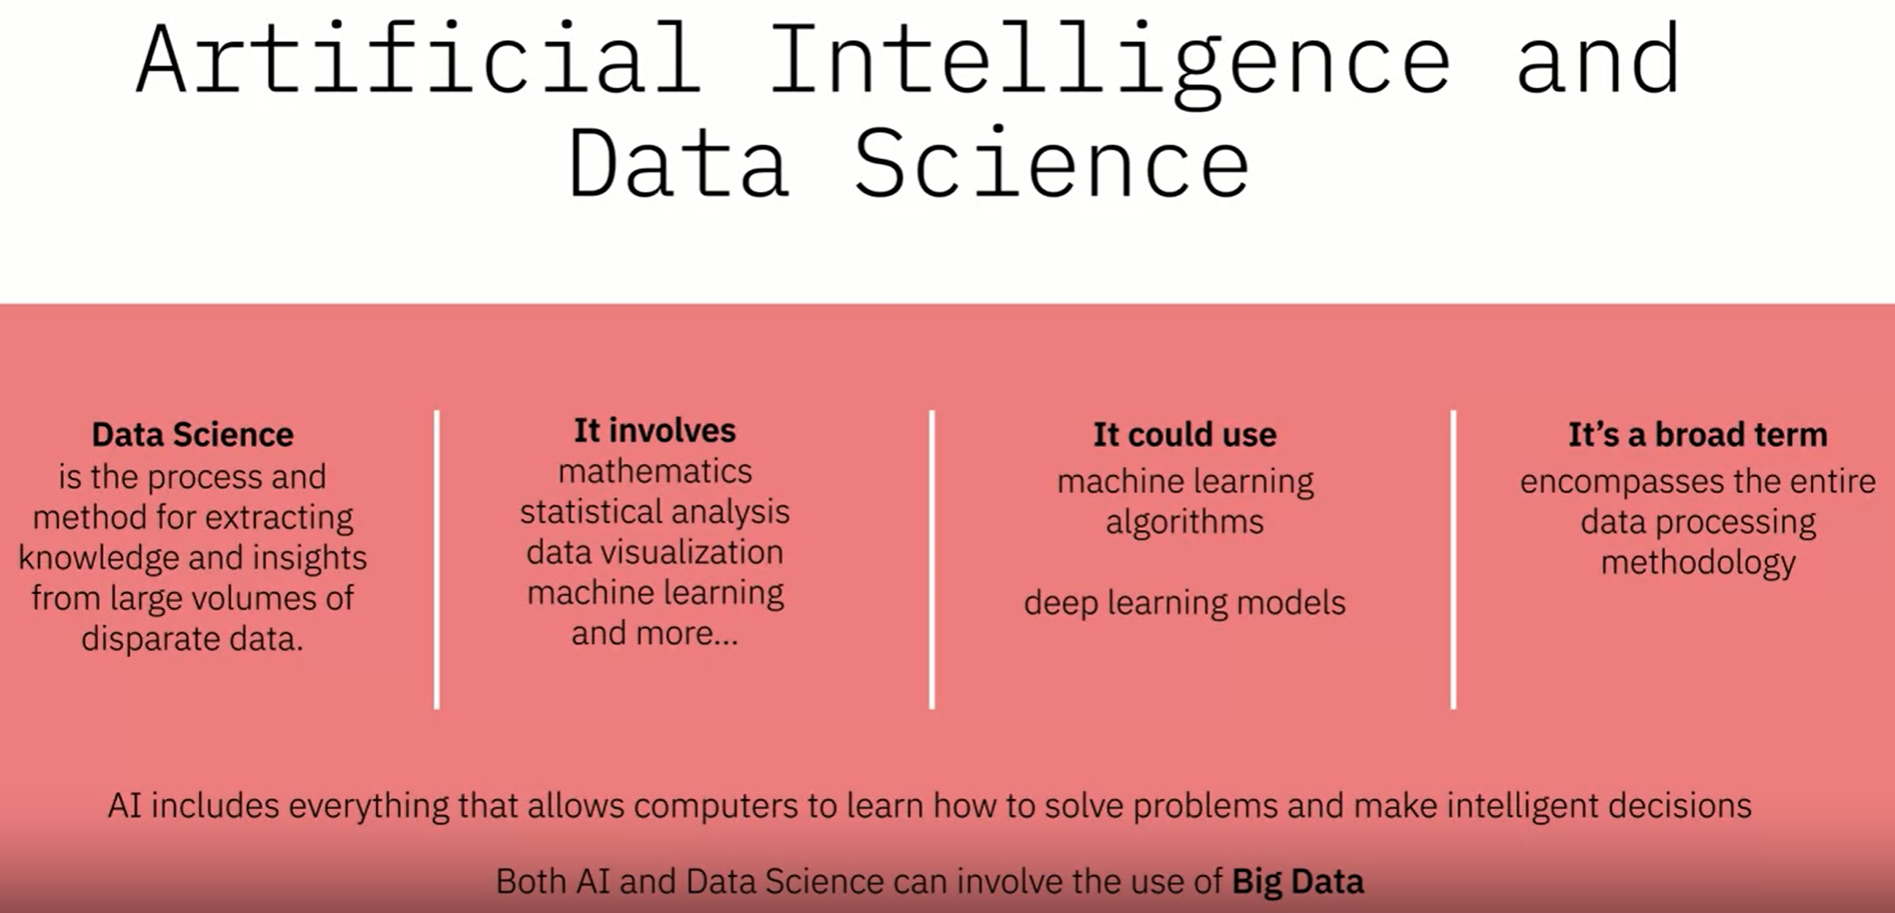 Artificial Intelligence and
Data Science
Data Science
is the process and
method for extracting
knowledge and insights
from large volumes of
disparate data.
It involves
mathematics
statistical analysis
data visualization
machine learning
and more...
It could use
machine learning
algorithms
deep learning models
It's a broad term
encompasses the entire
data processing
methodology
AI includes everything that allows computers to learn how to solve problems and make intelligent decisions
Both AI and Data Science can involve the use of Big Data